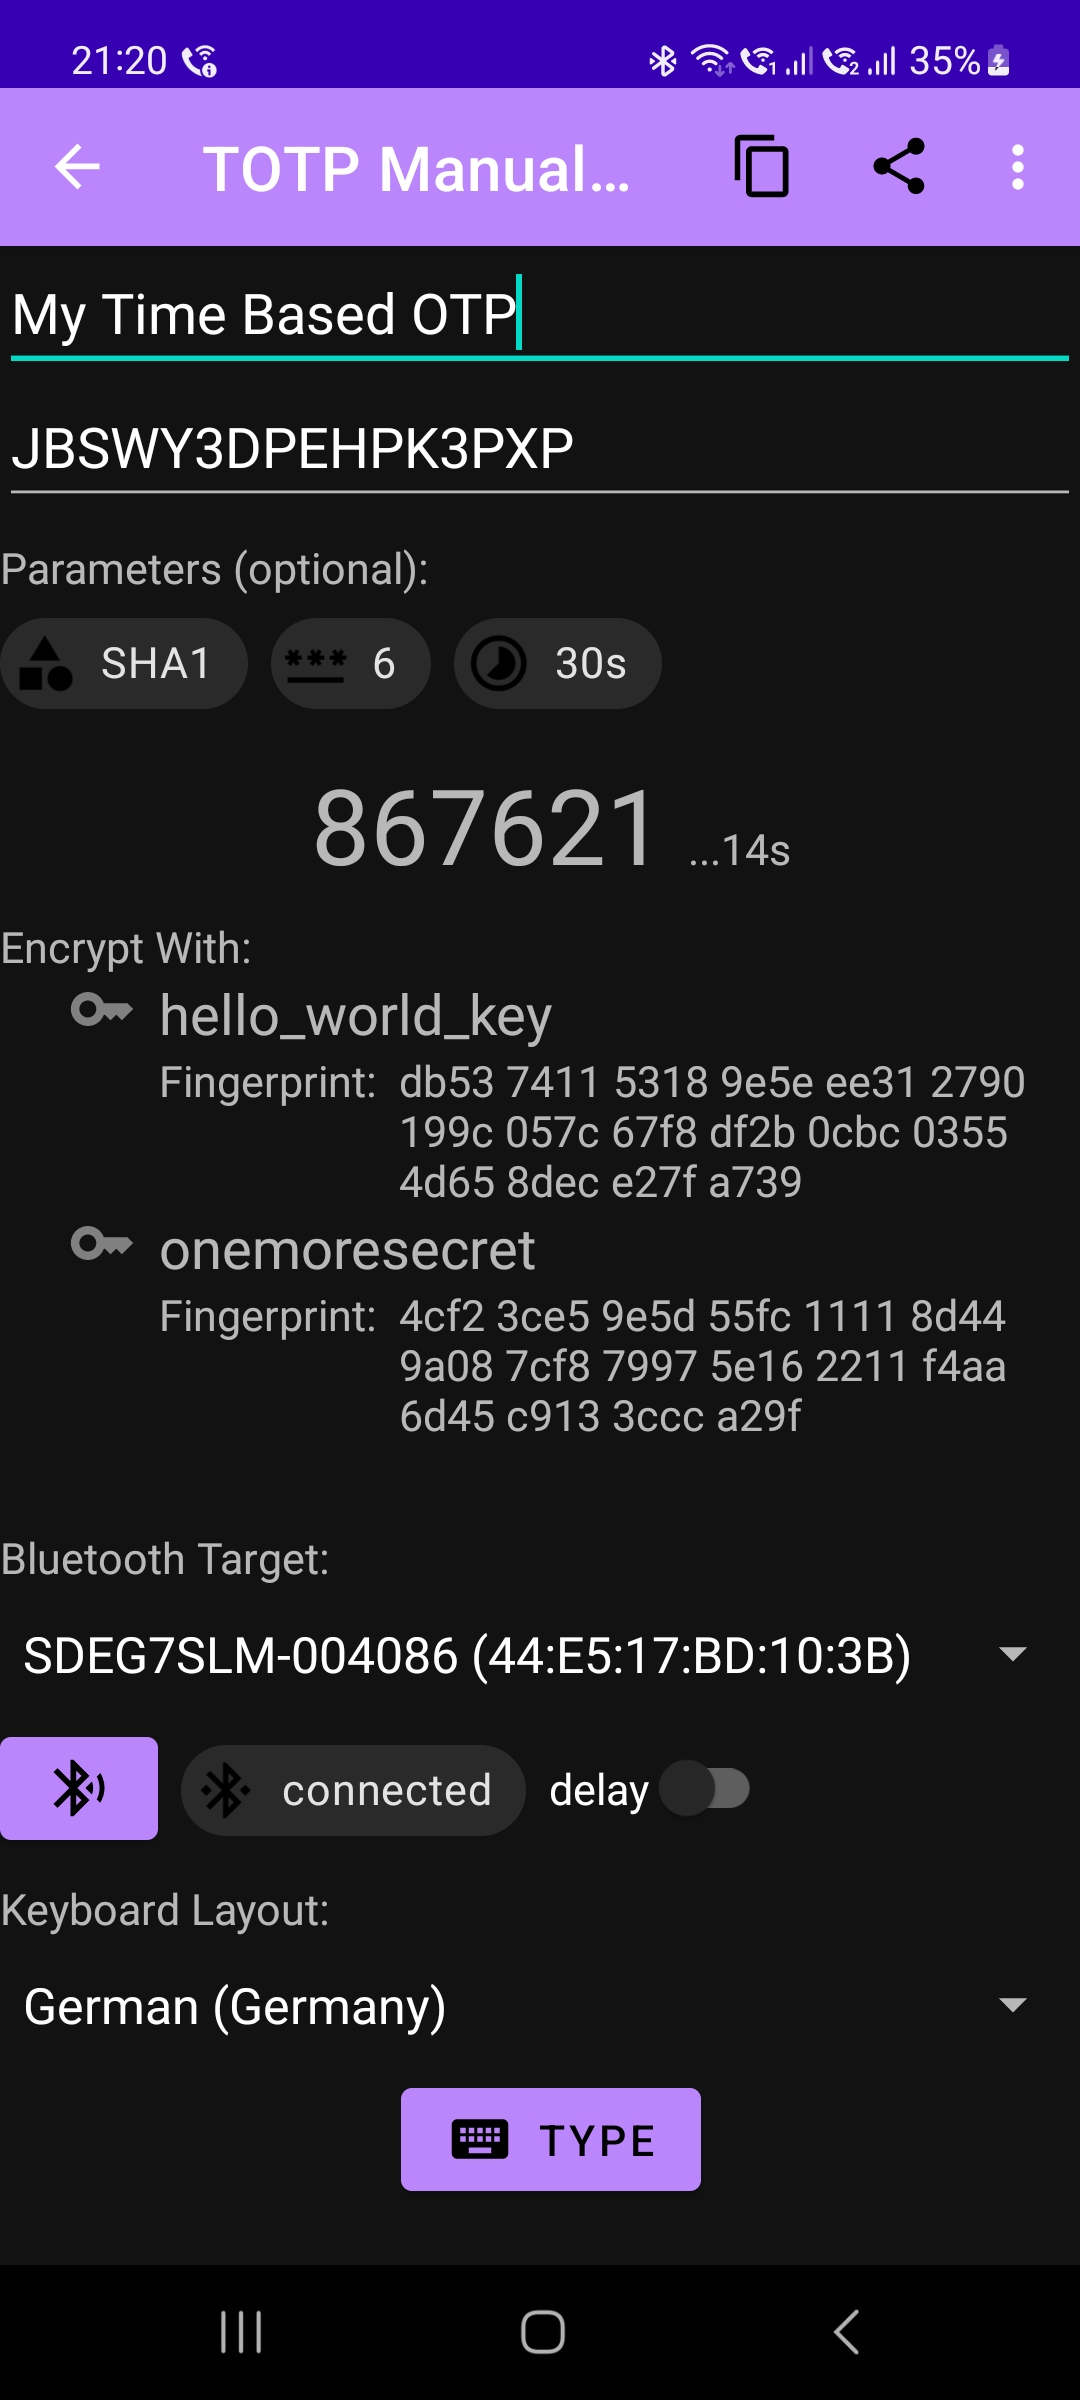 21:20 35%
TOTP Manual...
My Time Based OTP
JBSWY3DPEHPK3PXP
Parameters (optional):
SHA1 *** 6 30s
867621 ...14s
Encrypt With:
hello_world_key
Fingerprint: db53 7411 5318 9e5e ee31 2790
199c 057c 67f8 df2b 0cbc 0355
4d65 8dec e27f a739
onemoresecret
Fingerprint: 4cf2 3ce5 9e5d 55fc 1111 8d44
9a08 7cf8 7997 5e16 2211 f4aa
6d45 c913 3ccc a29f
Bluetooth Target:
SDEG7SLM-004086 (44:E5:17:BD:10:3B)
connected delay
Keyboard Layout:
German (Germany)
TYPE